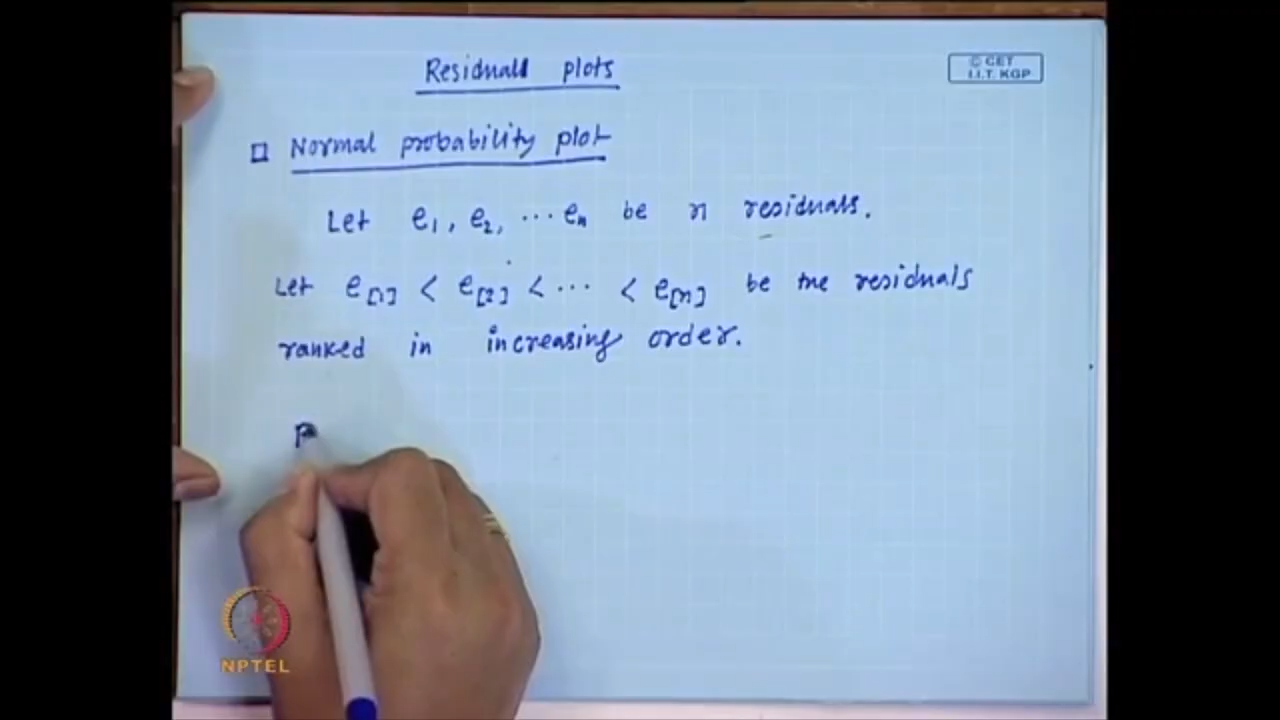 Residuall plots
© CET
I.I.T. KGP
Normal probability plot
Let e₁, e₂, ... eₙ be n residuals.
Let e[1] < e[2] < ... < e[n] be the residuals
ranked in increasing order.
NPTEL